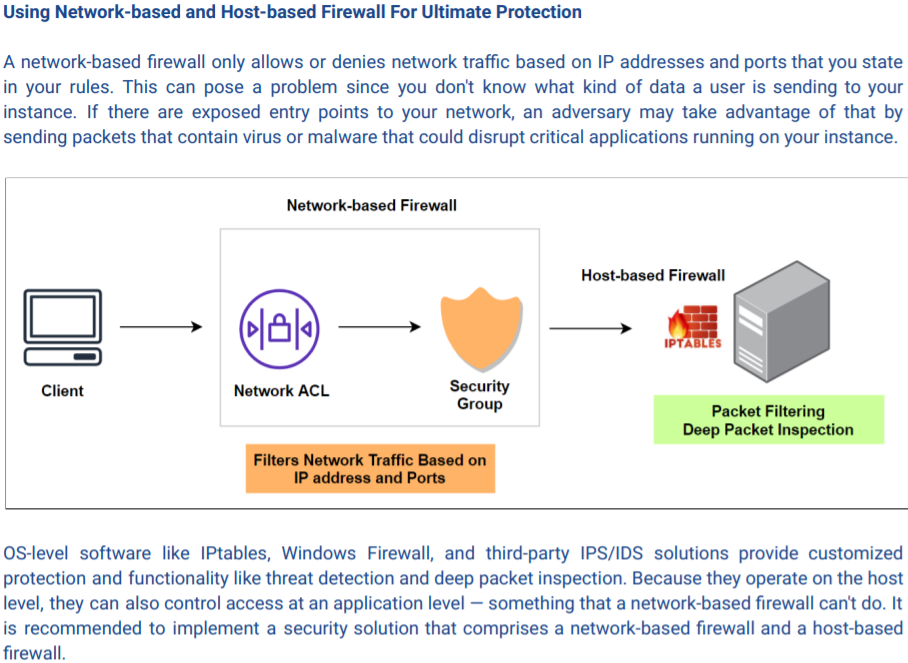 Using Network-based and Host-based Firewall For Ultimate Protection
A network-based firewall only allows or denies network traffic based on IP addresses and ports that you state
in your rules. This can pose a problem since you don't know what kind of data a user is sending to your
instance. If there are exposed entry points to your network, an adversary may take advantage of that by
sending packets that contain virus or malware that could disrupt critical applications running on your instance.
Network-based Firewall
Host-based Firewall
IPTABLES
Client
Network ACL
Security
Group
Packet Filtering
Deep Packet Inspection
Filters Network Traffic Based on
IP address and Ports
OS-level software like IPtables, Windows Firewall, and third-party IPS/IDS solutions provide customized
protection and functionality like threat detection and deep packet inspection. Because they operate on the host
level, they can also control access at an application level — something that a network-based firewall can't do. It
is recommended to implement a security solution that comprises a network-based firewall and a host-based
firewall.